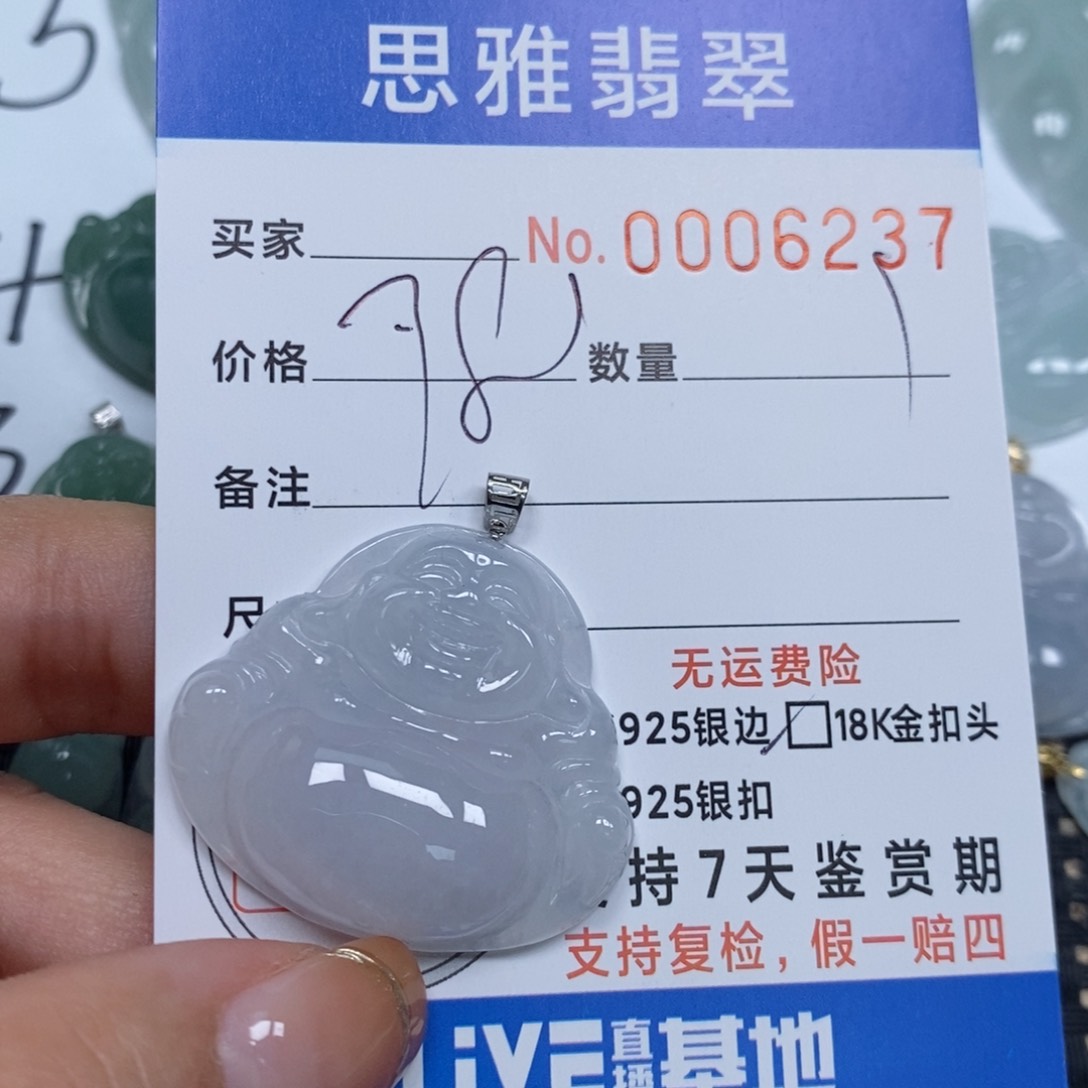 思雅翡翠
买家 No. 0006237
价格 数量 1
备注
尺
无运费险
925银边 18K金扣头
925银扣
持7天鉴赏期
支持复检，假一赔四
直播基地